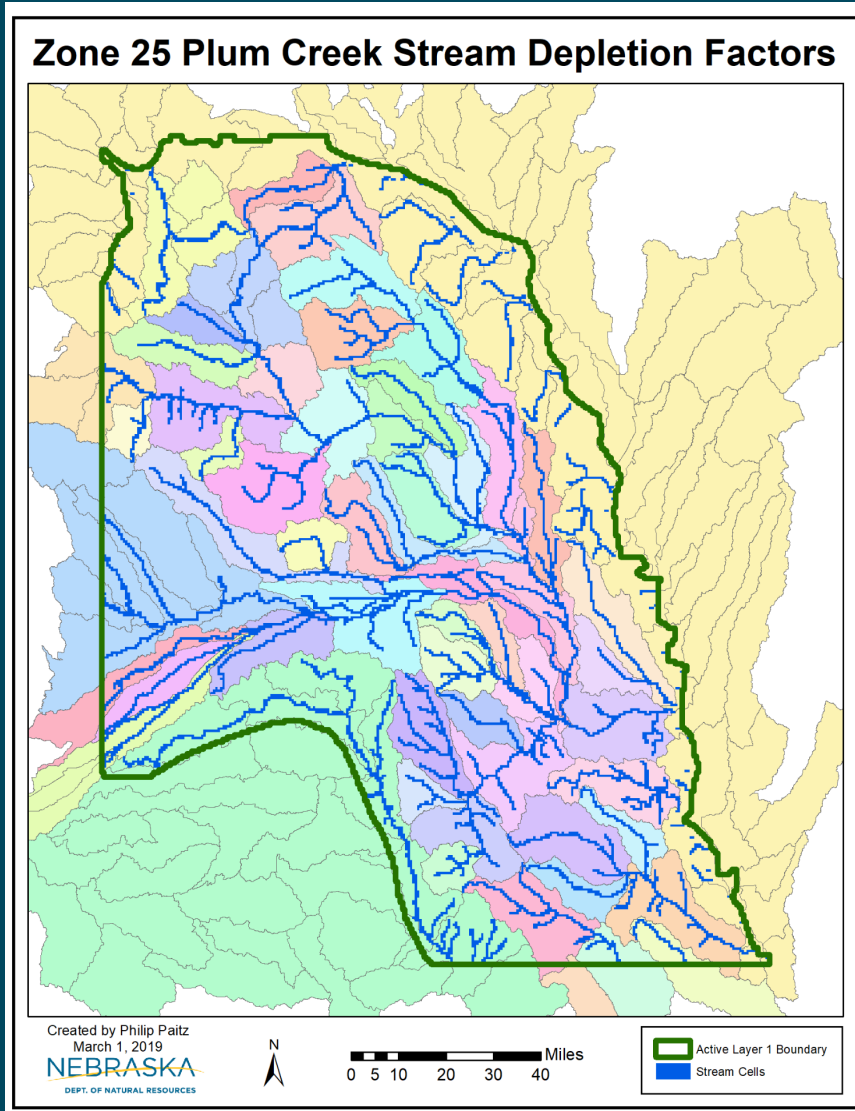 Zone 25 Plum Creek Stream Depletion Factors
Created by Philip Paitz
March 1, 2019
NEBRASKA
DEPT. OF NATURAL RESOURCES
N
Miles
0 5 10 20 30 40
Active Layer 1 Boundary
Stream Cells